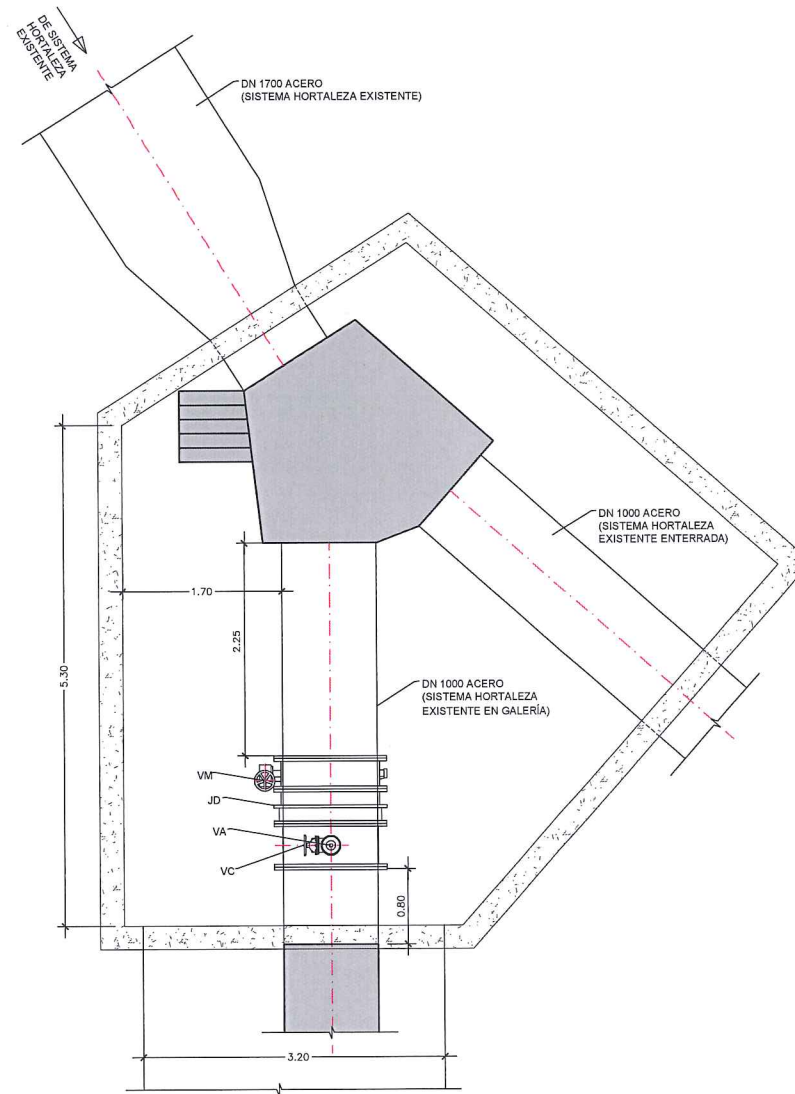 DE SISTEMA
HORTALEZA
EXISTENTE
DN 1700 ACERO
(SISTEMA HORTALEZA EXISTENTE)
DN 1000 ACERO
(SISTEMA HORTALEZA
EXISTENTE ENTERRADA)
1.70
2.25
5.30
DN 1000 ACERO
(SISTEMA HORTALEZA
EXISTENTE EN GALERÍA)
VM
JD
VA
VC
0.80
3.20